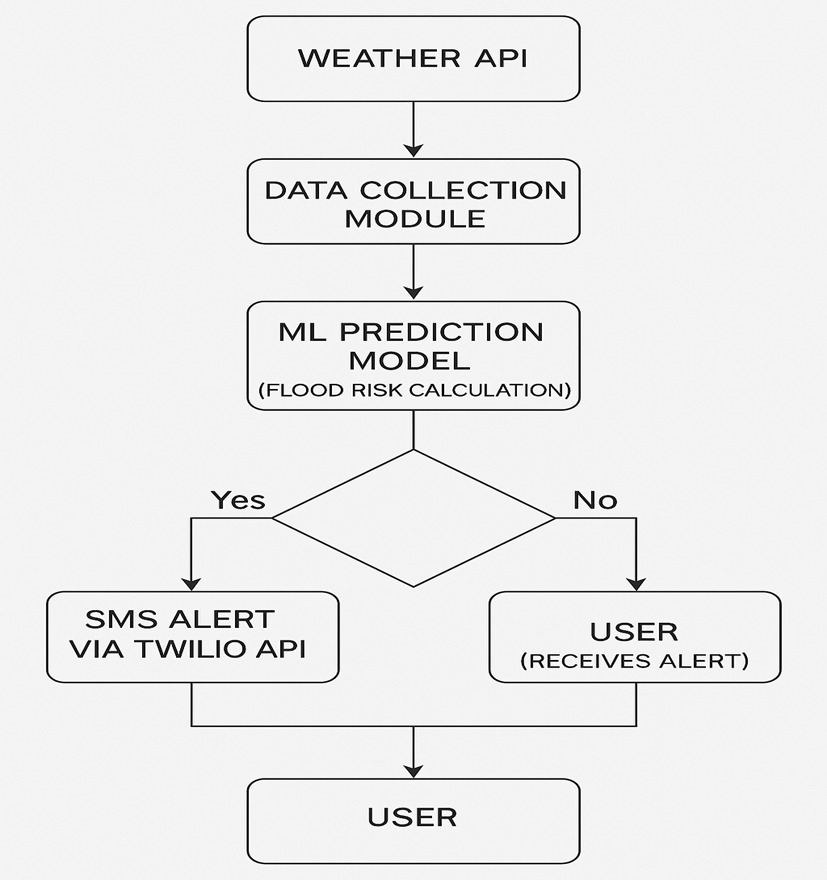 WEATHER API
DATA COLLECTION
MODULE
ML PREDICTION
MODEL
(FLOOD RISK CALCULATION)
Yes
No
SMS ALERT
VIA TWILIO API
USER
(RECEIVES ALERT)
USER